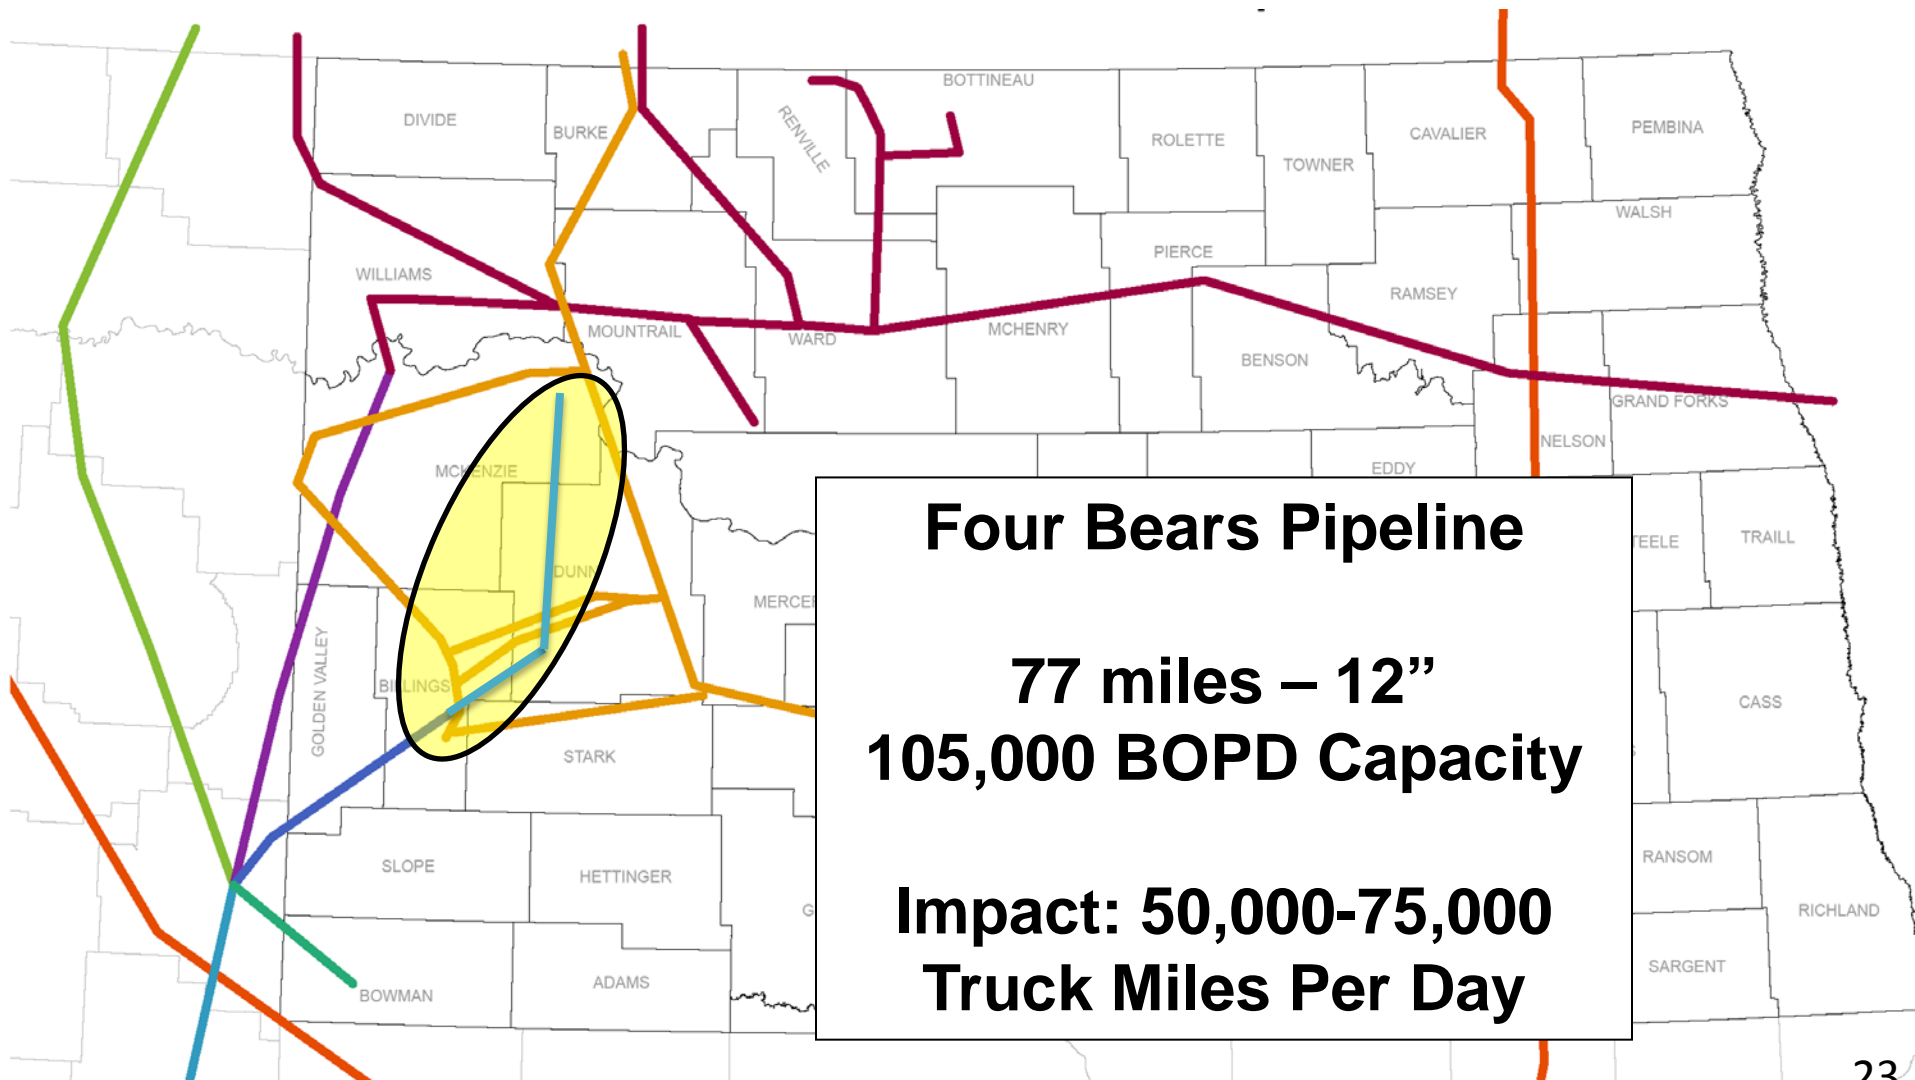 BOTTINEAU
DIVIDE
BURKE
RENVILLE
ROLETTE
TOWNER
CAVALIER
PEMBINA
WALSH
WILLIAMS
PIERCE
RAMSEY
MOUNTRAIL
WARD
MCHENRY
BENSON
GRAND FORKS
NELSON
MCKENZIE
EDDY
Four Bears Pipeline
TEELE
TRAILL
DUNN
MERCER
77 miles – 12”
GOLDEN VALLEY
BILLINGS
CASS
105,000 BOPD Capacity
STARK
SLOPE
HETTINGER
RANSOM
Impact: 50,000-75,000
G
RICHLAND
Truck Miles Per Day
SARGENT
BOWMAN
ADAMS
23